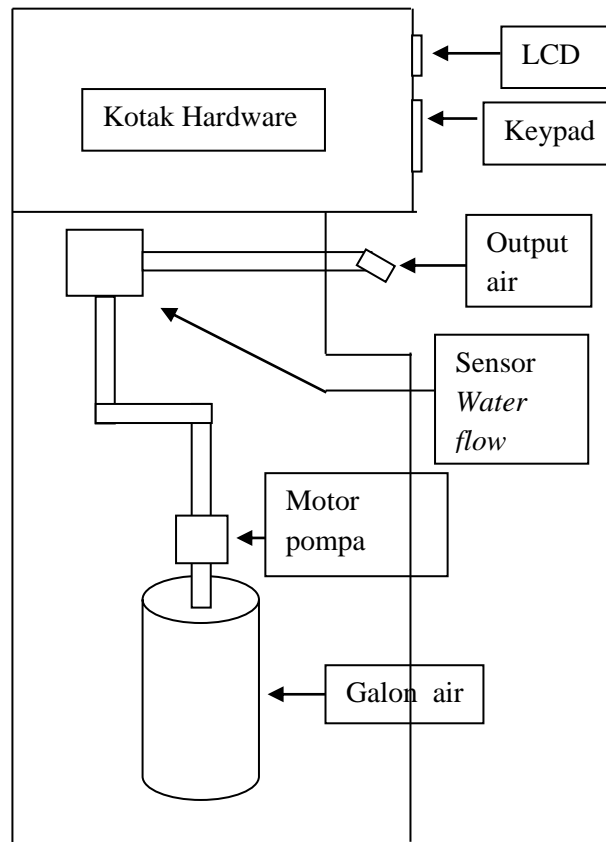 LCD
Kotak Hardware
Keypad
Output
air
Sensor
Water
flow
Motor
pompa
Galon air